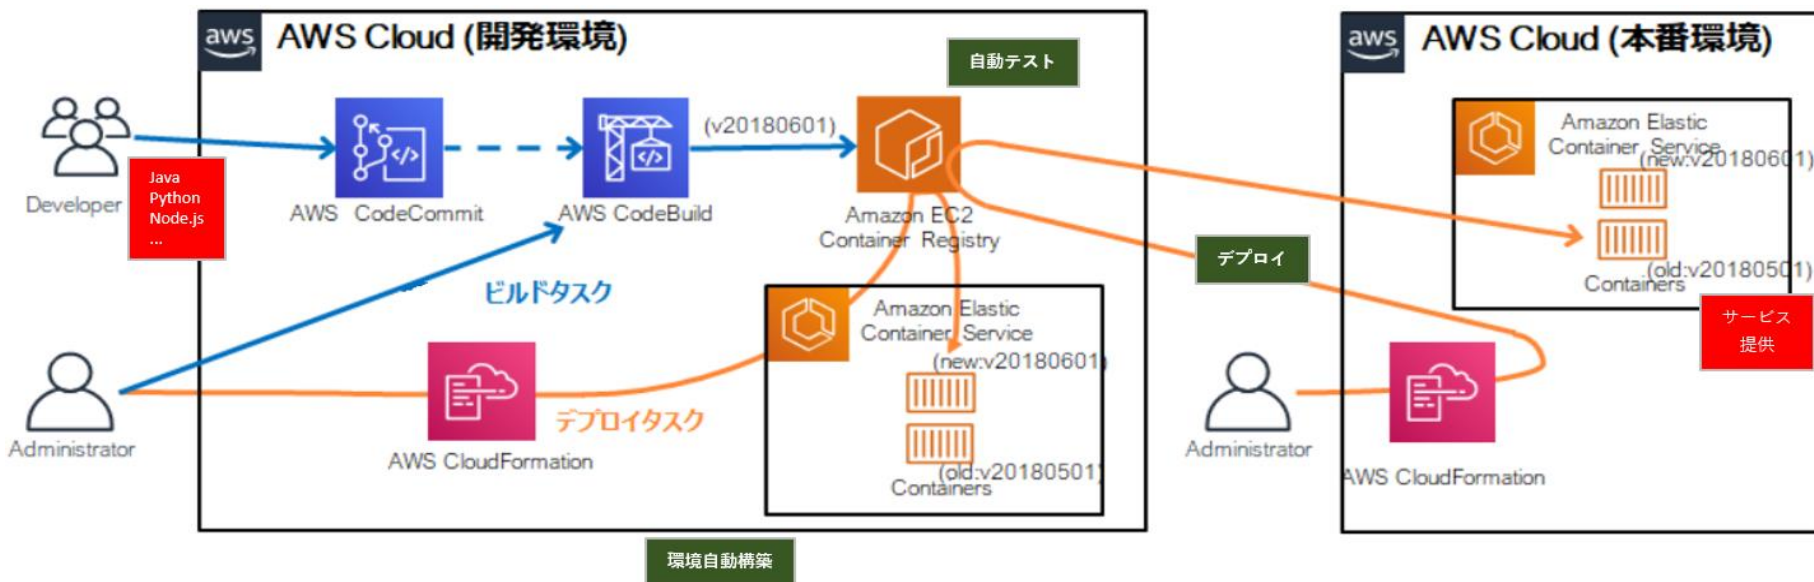 aws
AWS Cloud (開発環境)
自動テスト
Developer
Java
Python
Node.js
...
AWS CodeCommit
AWS CodeBuild
(v20180601)
Amazon EC2
Container Registry
ビルドタスク
Administrator
AWS CloudFormation
デプロイタスク
Amazon Elastic
Container Service
(new:v20180601)
(old:v20180501)
Containers
環境自動構築
デプロイ
aws
AWS Cloud (本番環境)
Amazon Elastic
Container Service
(new:v20180601)
(old:v20180501)
Containers
サービス
提供
Administrator
AWS CloudFormation